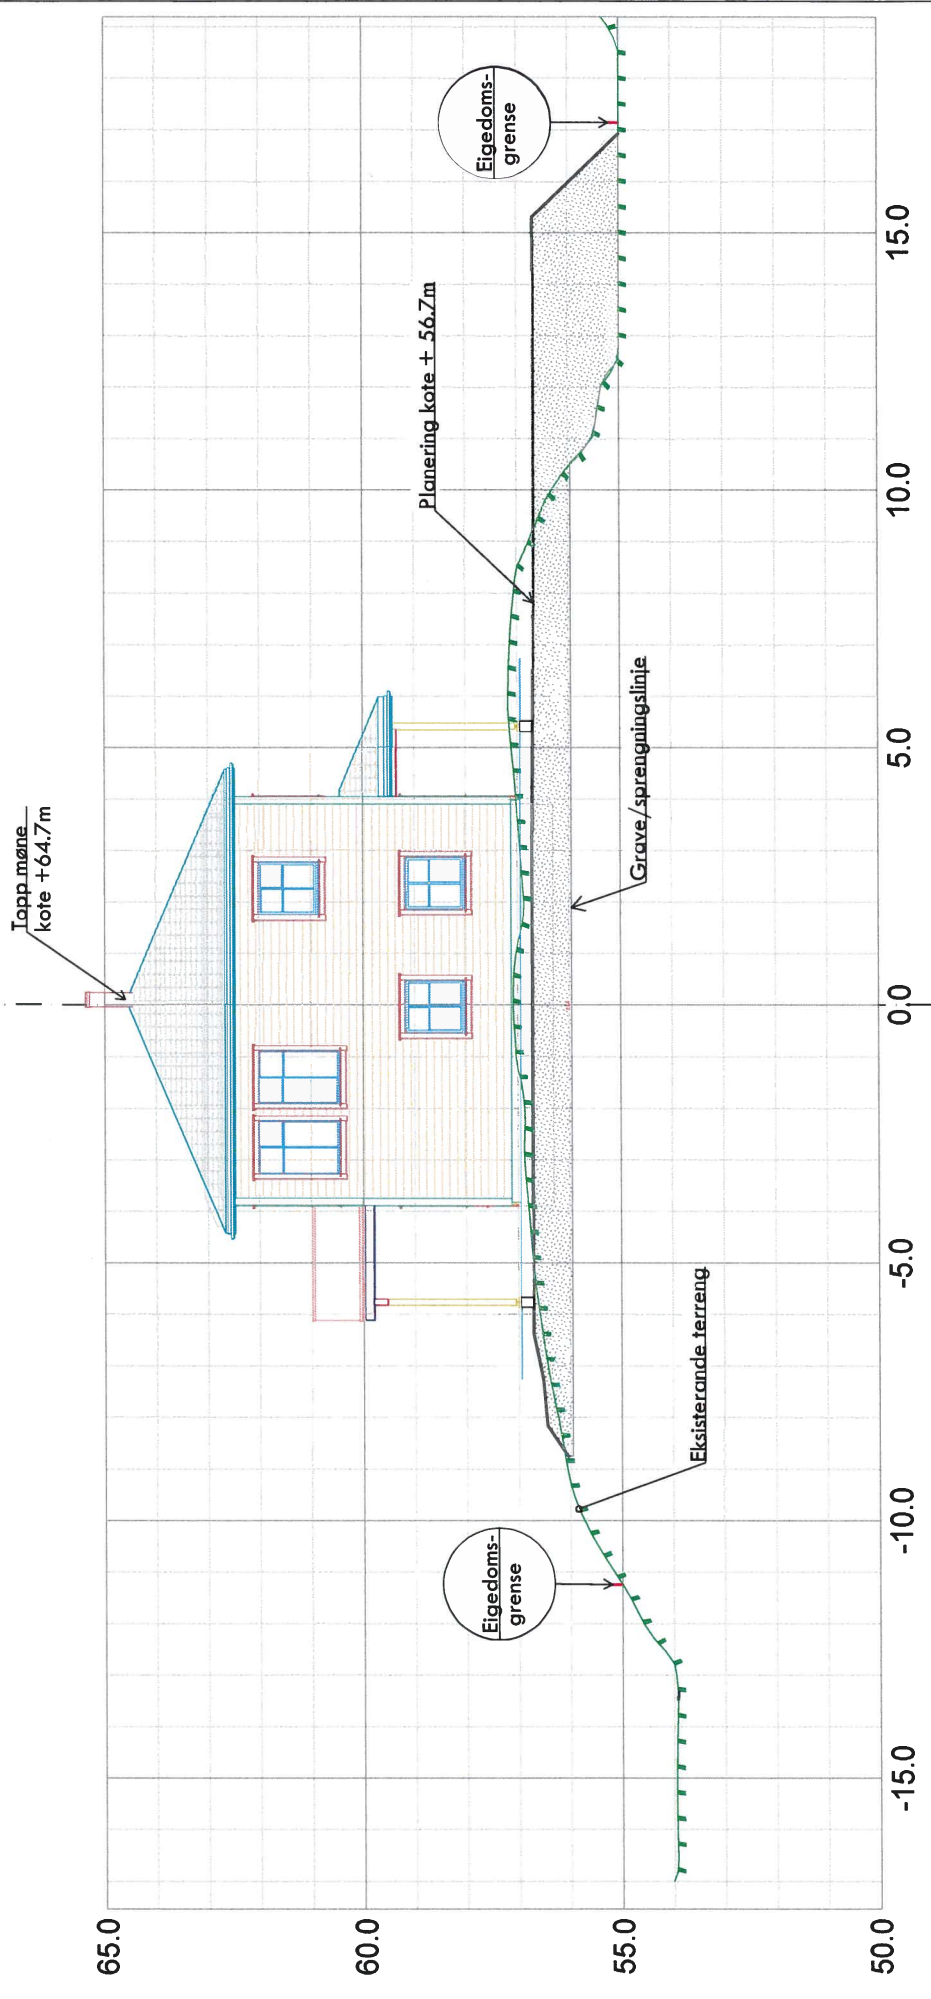 Topp møne
kote +64.7m
Eigedoms-
grense
Planering kote + 56.7m
Grave/sprengningslinje
Eksisterande terreng
Eigedoms-
grense
65.0
60.0
55.0
50.0
-15.0
-10.0
-5.0
0.0
5.0
10.0
15.0